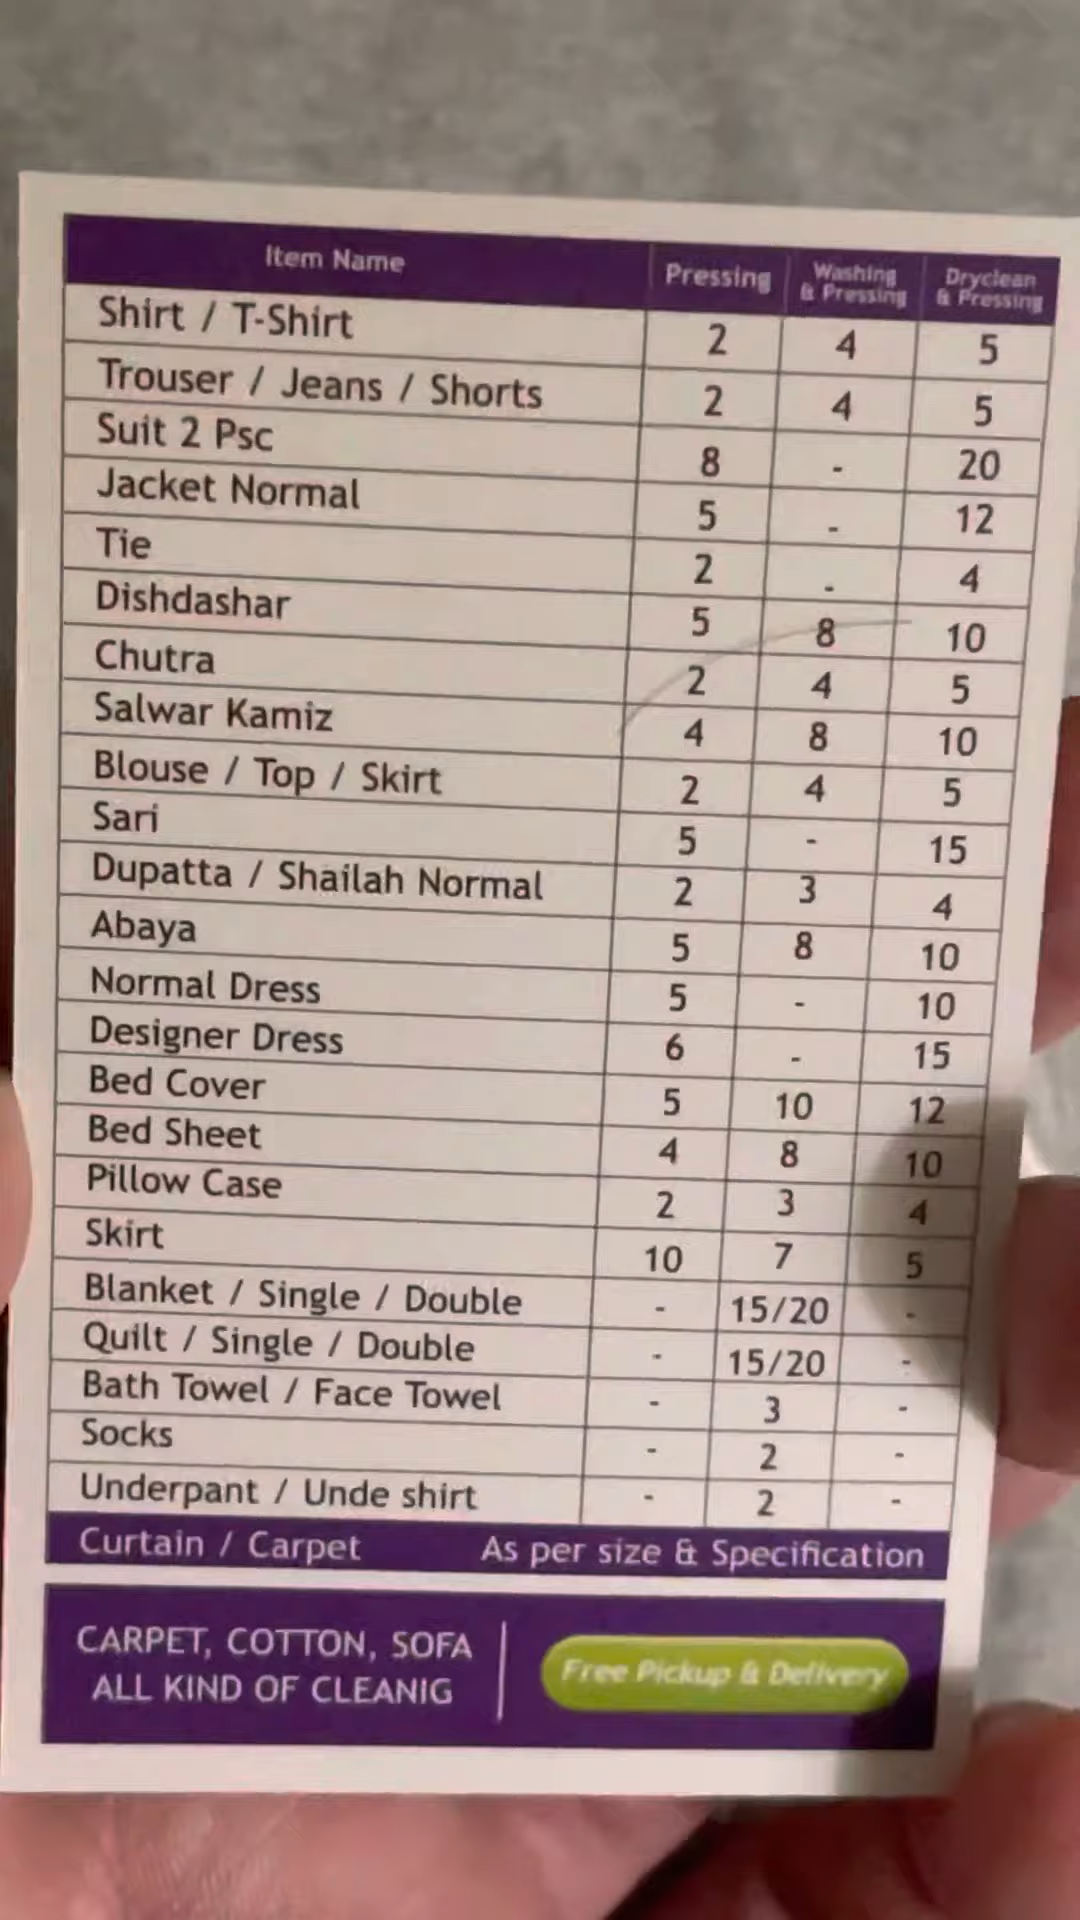 Item Name Pressing Washing & Pressing Dryclean & Pressing
Shirt / T-Shirt 2 4 5
Trouser / Jeans / Shorts 2 4 5
Suit 2 Psc 8 - 20
Jacket Normal 5 - 12
Tie 2 - 4
Dishdashar 5 8 10
Chutra 2 4 5
Salwar Kamiz 4 8 10
Blouse / Top / Skirt 2 4 5
Sari 5 - 15
Dupatta / Shailah Normal 2 3 4
Abaya 5 8 10
Normal Dress 5 - 10
Designer Dress 6 - 15
Bed Cover 5 10 12
Bed Sheet 4 8 10
Pillow Case 2 3 4
Skirt 10 7 5
Blanket / Single / Double - 15/20 -
Quilt / Single / Double - 15/20 -
Bath Towel / Face Towel - 3 -
Socks - 2 -
Underpant / Unde shirt - 2 -
Curtain / Carpet As per size & Specification
CARPET, COTTON, SOFA
ALL KIND OF CLEANIG
Free Pickup & Delivery